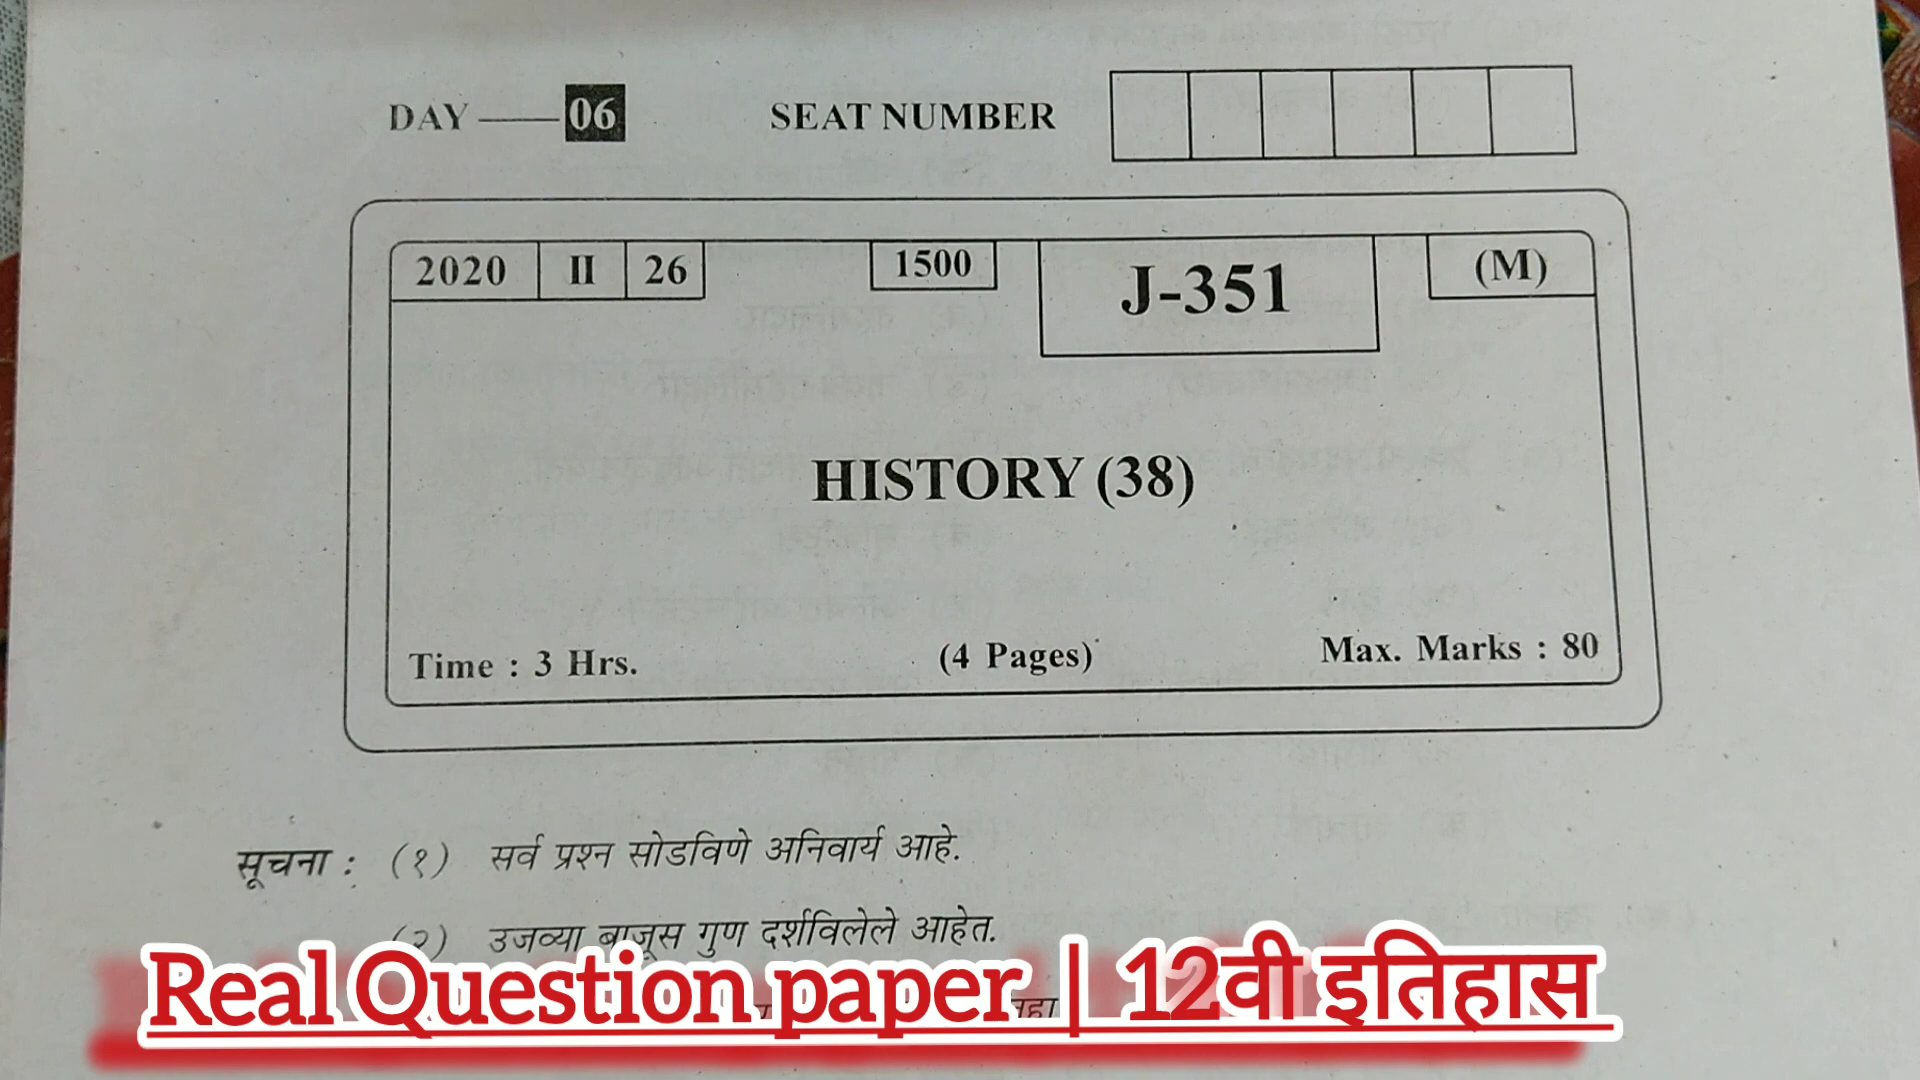 DAY — 06 SEAT NUMBER
2020 II 26 1500 J-351 (M)
HISTORY (38)
Time : 3 Hrs. (4 Pages) Max. Marks : 80
सूचना : (१) सर्व प्रश्न सोडविणे अनिवार्य आहे.
(२) उजव्या बाजूस गुण दर्शविलेले आहेत.
Real Question paper | 12वी इतिहास